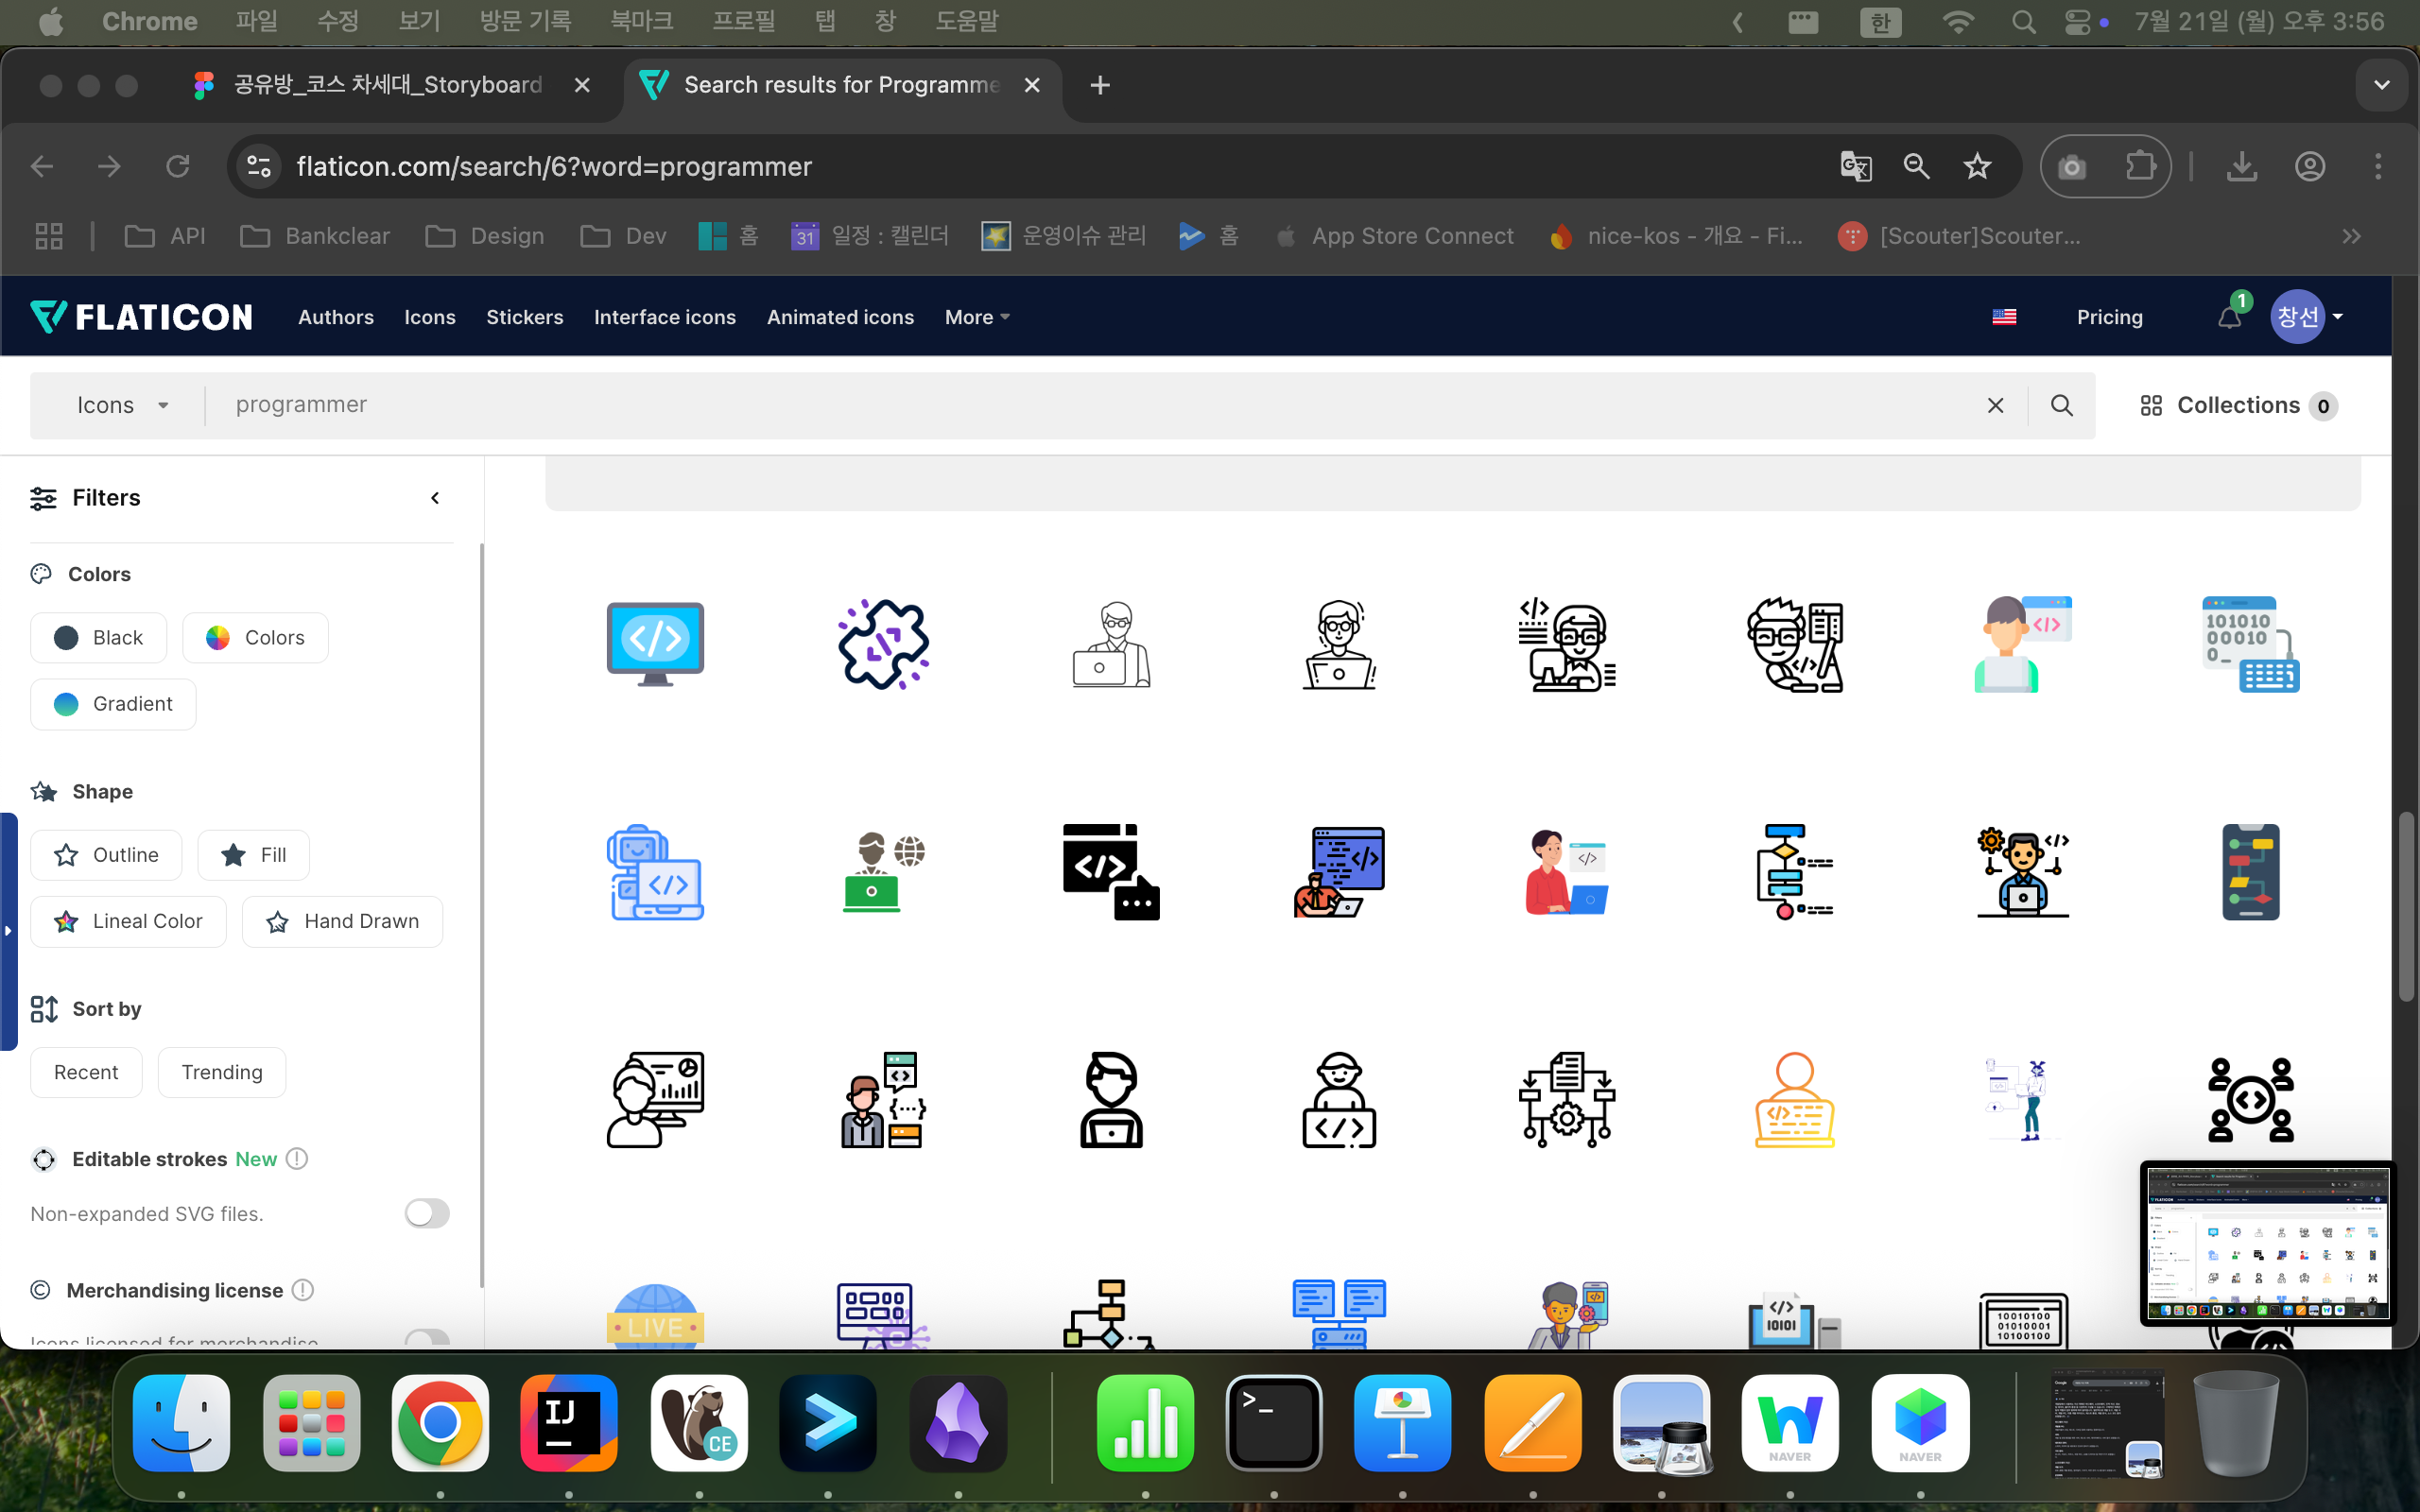 Chrome 파일 수정 보기 방문 기록 북마크 프로필 탭 창 도움말 한 7월 21일 (월) 오후 3:56
공유방_코스 차세대_Storyboard
Search results for Programme
flaticon.com/search/6?word=programmer
API Bankclear Design Dev 홈 31 일정 : 캘린더 운영이슈 관리 홈 App Store Connect nice-kos - 개요 - Fi... [Scouter]Scouter...
FLATICON Authors Icons Stickers Interface icons Animated icons More Pricing 1 창선
Icons programmer Collections 0
Filters
Colors
Black Colors
Gradient
Shape
Outline Fill
Lineal Color Hand Drawn
Sort by
Recent Trending
Editable strokes New
Non-expanded SVG files.
Merchandising license
Icons licensed for merchandise
101010
00010
0_
LIVE
10101
10010100
01010001
10100100
IJ
CE
>_
NAVER
NAVER